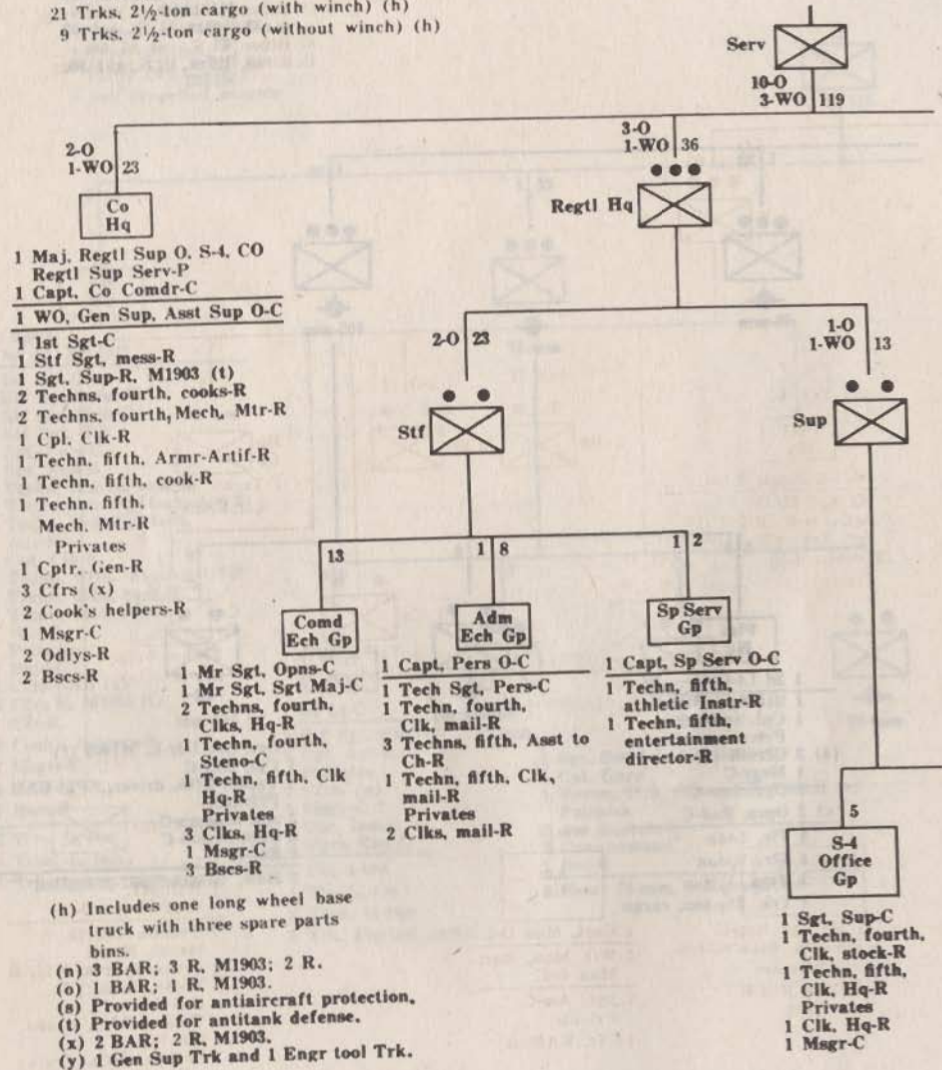 21 Trks, 2½-ton cargo (with winch) (h)
9 Trks. 2½-ton cargo (without winch) (h)
Serv
10-O
3-WO 119
2-O
1-WO 23
Co
Hq
1 Maj. Regtl Sup O. S-4, CO
Regtl Sup Serv-P
1 Capt, Co Comdr-C
1 WO, Gen Sup, Asst Sup O-C
1 1st Sgt-C
1 Stf Sgt, mess-R
1 Sgt, Sup-R, M1903 (t)
2 Techns, fourth, cooks-R
2 Techns, fourth, Mech, Mtr-R
1 Cpl, Clk-R
1 Techn, fifth, Armr-Artif-R
1 Techn, fifth, cook-R
1 Techn, fifth,
Mech, Mtr-R
Privates
1 Cptr, Gen-R
3 Cfrs (x)
2 Cook's helpers-R
1 Msgr-C
2 Odlys-R
2 Bscs-R
3-O
1-WO 36
Regtl Hq
2-O 23
Stf
1-O
1-WO 13
Sup
13
Comd
Ech Gp
1 Mr Sgt, Opns-C
1 Mr Sgt, Sgt Maj-C
2 Techns, fourth,
Clks, Hq-R
1 Techn, fourth,
Steno-C
1 Techn, fifth, Clk
Hq-R
Privates
3 Clks, Hq-R
1 Msgr-C
3 Bscs-R
1 8
Adm
Ech Gp
1 Capt, Pers O-C
1 Tech Sgt, Pers-C
1 Techn, fourth,
Clk, mail-R
3 Techns, fifth, Asst to
Ch-R
1 Techn, fifth, Clk,
mail-R
Privates
2 Clks, mail-R
1 2
Sp Serv
Gp
1 Capt, Sp Serv O-C
1 Techn, fifth,
athletic Instr-R
1 Techn, fifth,
entertainment
director-R
5
S-4
Office
Gp
1 Sgt, Sup-C
1 Techn, fourth,
Clk, stock-R
1 Techn, fifth,
Clk, Hq-R
Privates
1 Clk, Hq-R
1 Msgr-C
(h) Includes one long wheel base
truck with three spare parts
bins.
(n) 3 BAR; 3 R, M1903; 2 R.
(o) 1 BAR; 1 R, M1903.
(s) Provided for antiaircraft protection.
(t) Provided for antitank defense.
(x) 2 BAR; 2 R, M1903.
(y) 1 Gen Sup Trk and 1 Engr tool Trk.